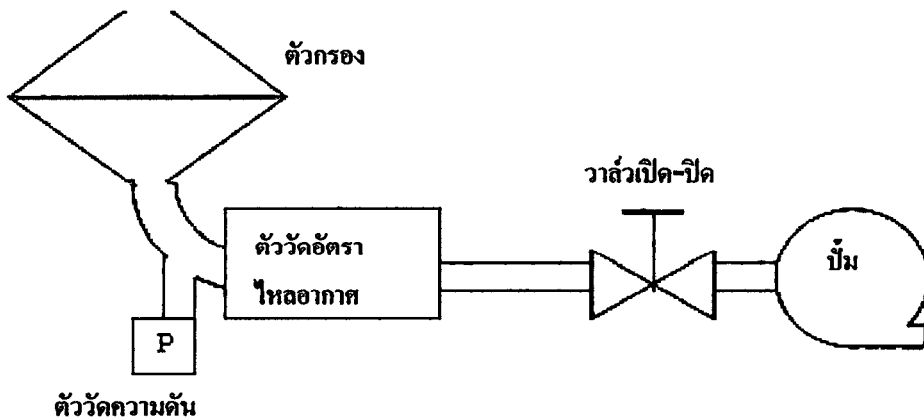 ตัวกรอง
วาล์วเปิด-ปิด
ตัววัดอัตรา
ไหลอากาศ
ปั๊ม
P
ตัววัดความดัน